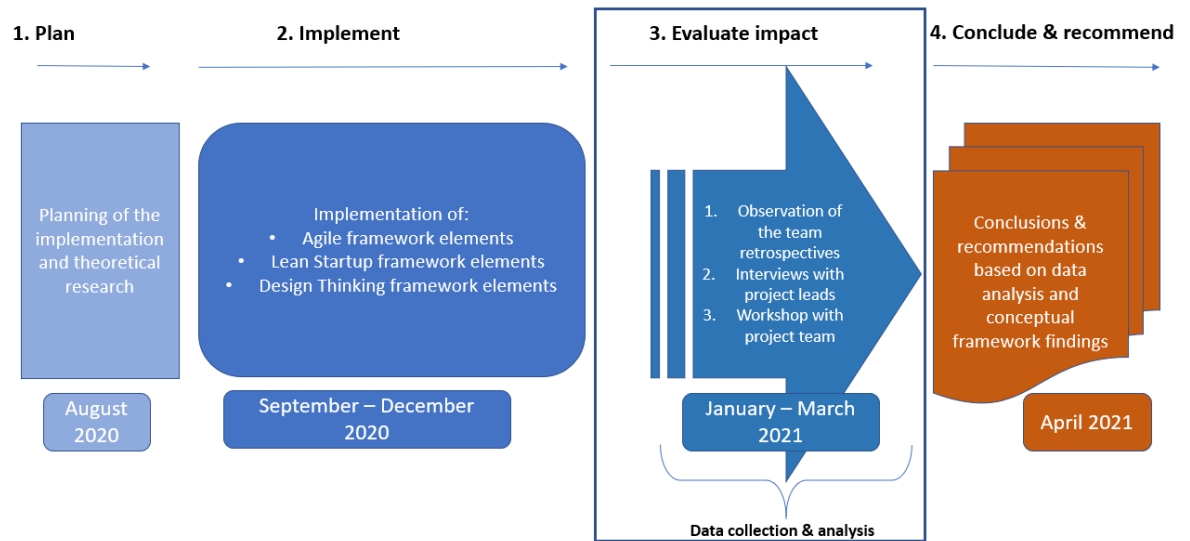 1. Plan
2. Implement
3. Evaluate impact
4. Conclude & recommend
Planning of the
implementation
and theoretical
research
Implementation of:
• Agile framework elements
• Lean Startup framework elements
• Design Thinking framework elements
1. Observation of
the team
retrospectives
2. Interviews with
project leads
3. Workshop with
project team
Conclusions &
recommendations
based on data
analysis and
conceptual
framework findings
August
2020
September – December
2020
January – March
2021
April 2021
Data collection & analysis